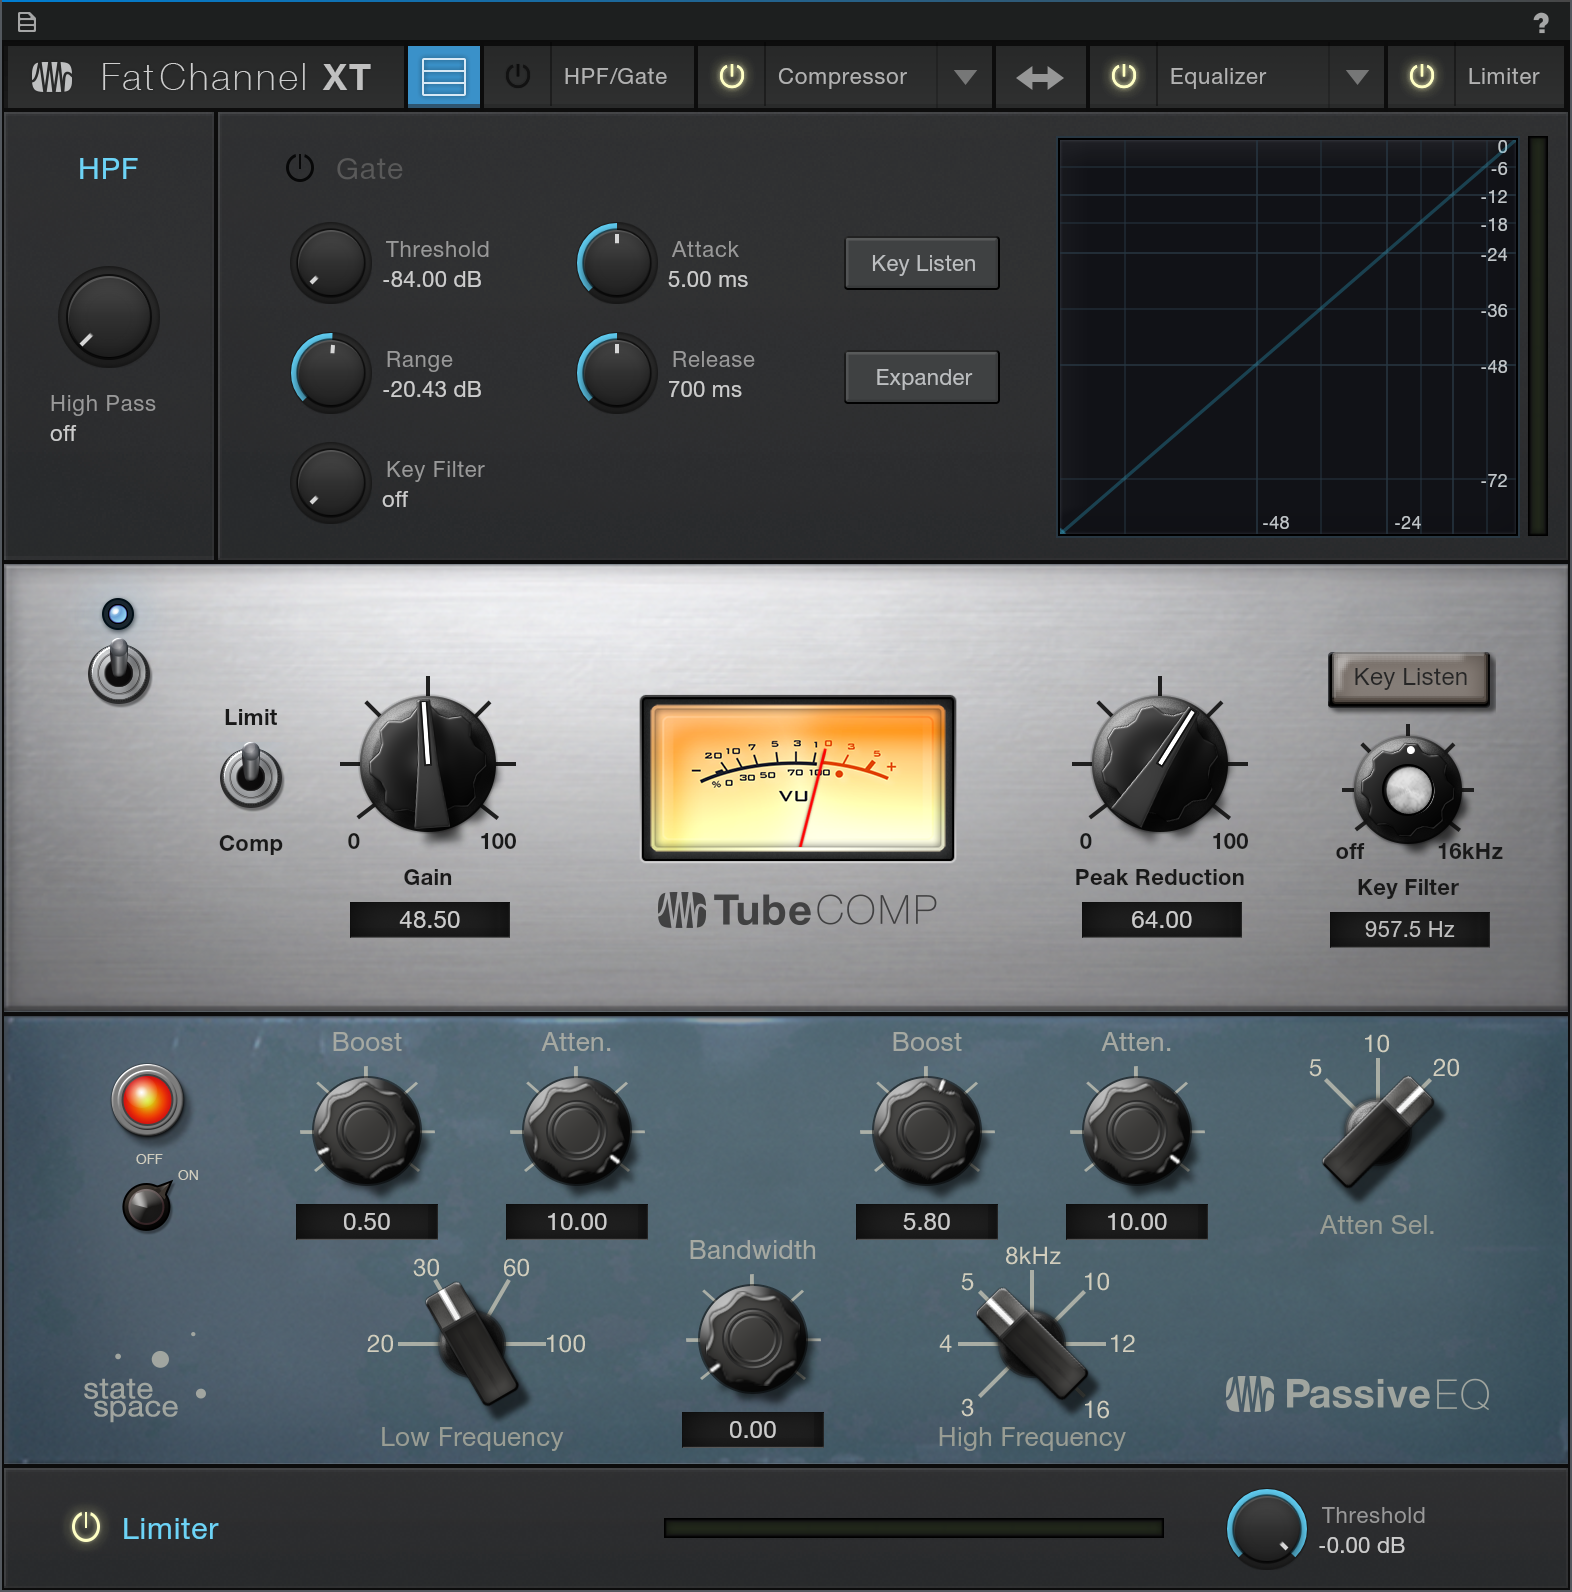 ?
FatChannel XT
HPF/Gate
Compressor
Equalizer
Limiter
HPF
High Pass
off
Gate
Threshold
-84.00 dB
Attack
5.00 ms
Key Listen
Range
-20.43 dB
Release
700 ms
Expander
Key Filter
off
0
-6
-12
-18
-24
-36
-48
-72
-48
-24
Limit
Comp
0
100
Gain
48.50
20 10 7 5 3 1 0 3 5
- +
% 0 30 50 70 100
VU
TubeCOMP
0
100
Peak Reduction
64.00
Key Listen
off
16kHz
Key Filter
957.5 Hz
OFF
ON
Boost
0.50
Atten.
10.00
Boost
5.80
Atten.
10.00
5
10
20
Atten Sel.
20
30
60
100
Low Frequency
Bandwidth
0.00
3
4
5
8kHz
10
12
16
High Frequency
state
space
PassiveEQ
Limiter
Threshold
-0.00 dB